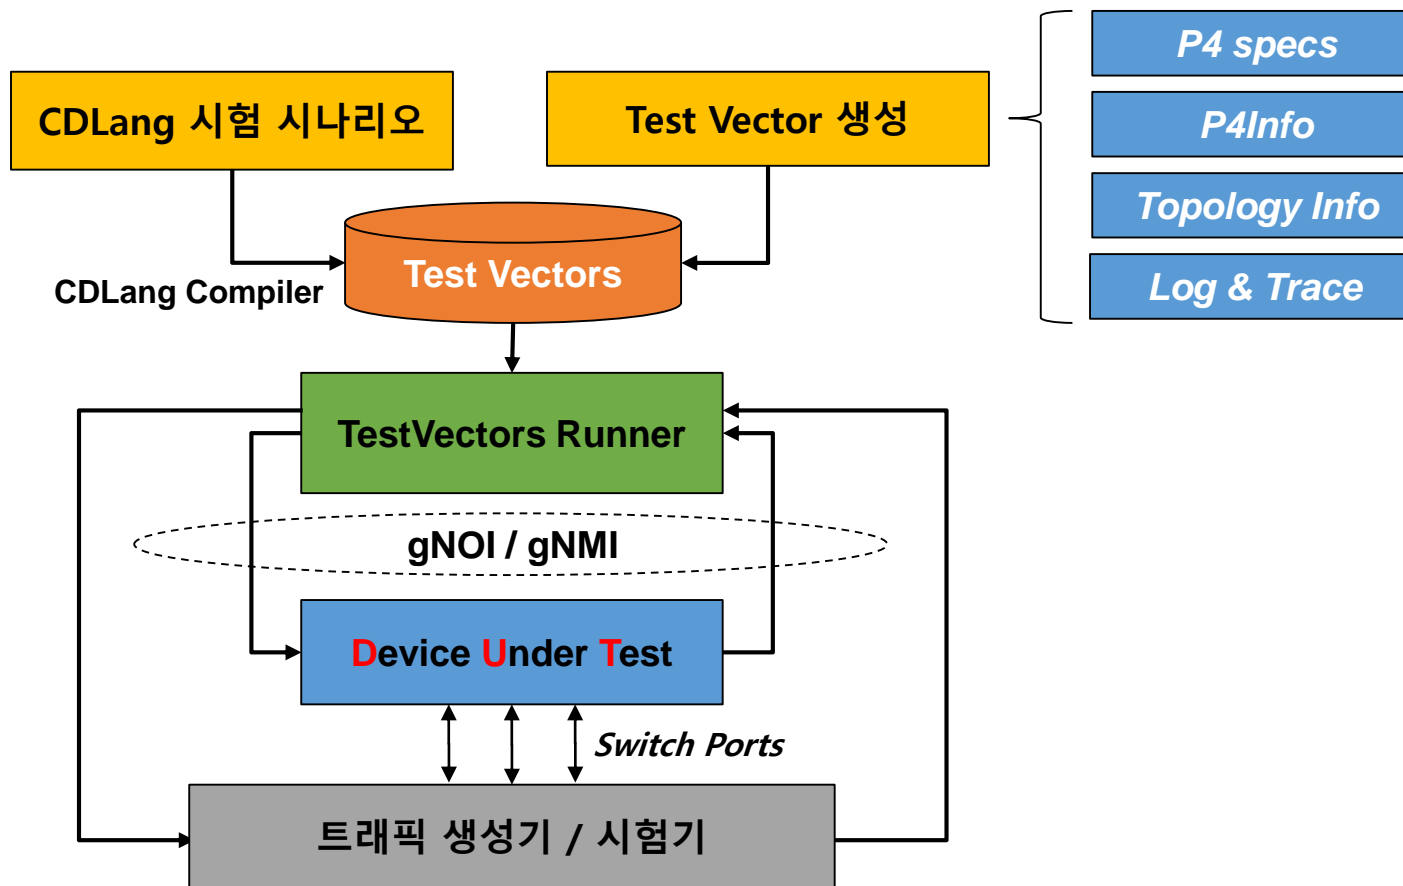 P4 specs
CDLang 시험 시나리오
Test Vector 생성
P4Info
Topology Info
Test Vectors
CDLang Compiler
Log & Trace
TestVectors Runner
gNOI / gNMI
Device Under Test
Switch Ports
트래픽 생성기 / 시험기